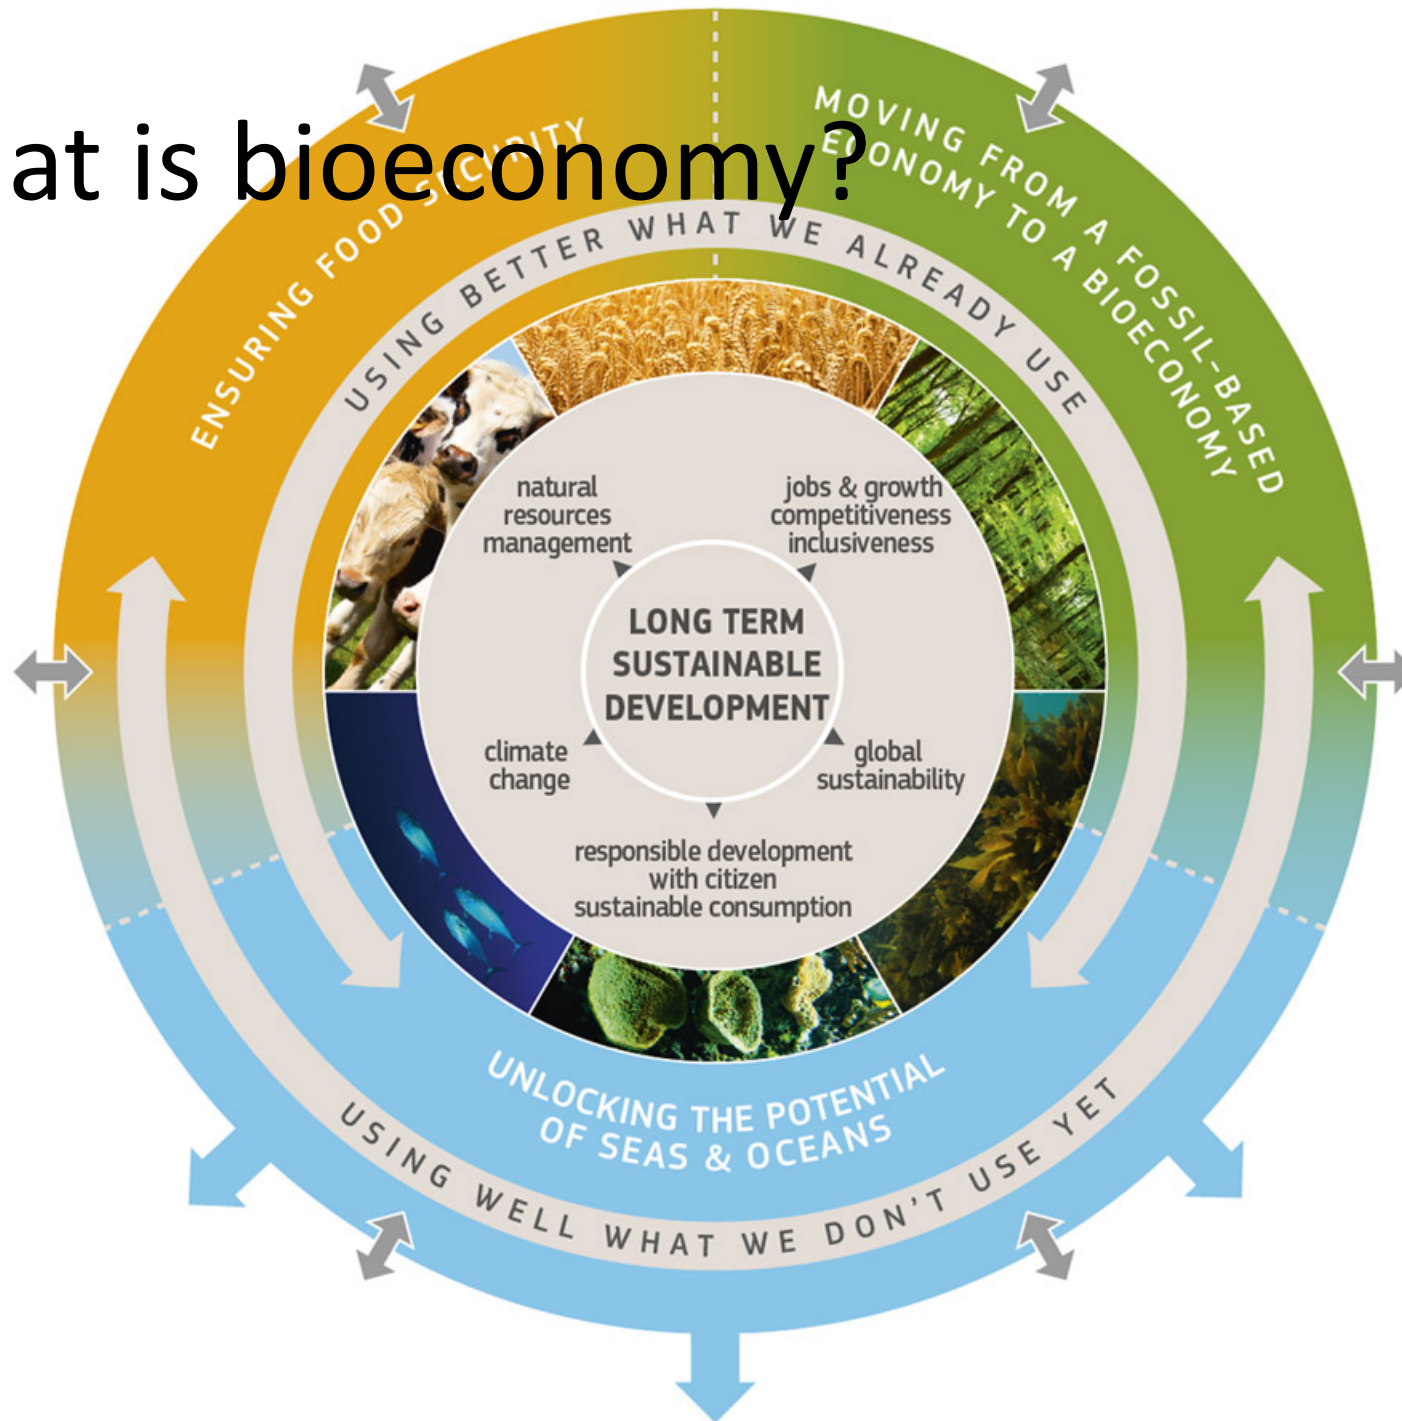 at is bioeconomy?
ENSURING FOOD SECURITY
MOVING FROM A FOSSIL-BASED
ECONOMY TO A BIOECONOMY
USING BETTER WHAT WE ALREADY USE
natural
resources
management
jobs & growth
competitiveness
inclusiveness
LONG TERM
SUSTAINABLE
DEVELOPMENT
climate
change
global
sustainability
responsible development
with citizen
sustainable consumption
UNLOCKING THE POTENTIAL
OF SEAS & OCEANS
USING WELL WHAT WE DON'T USE YET